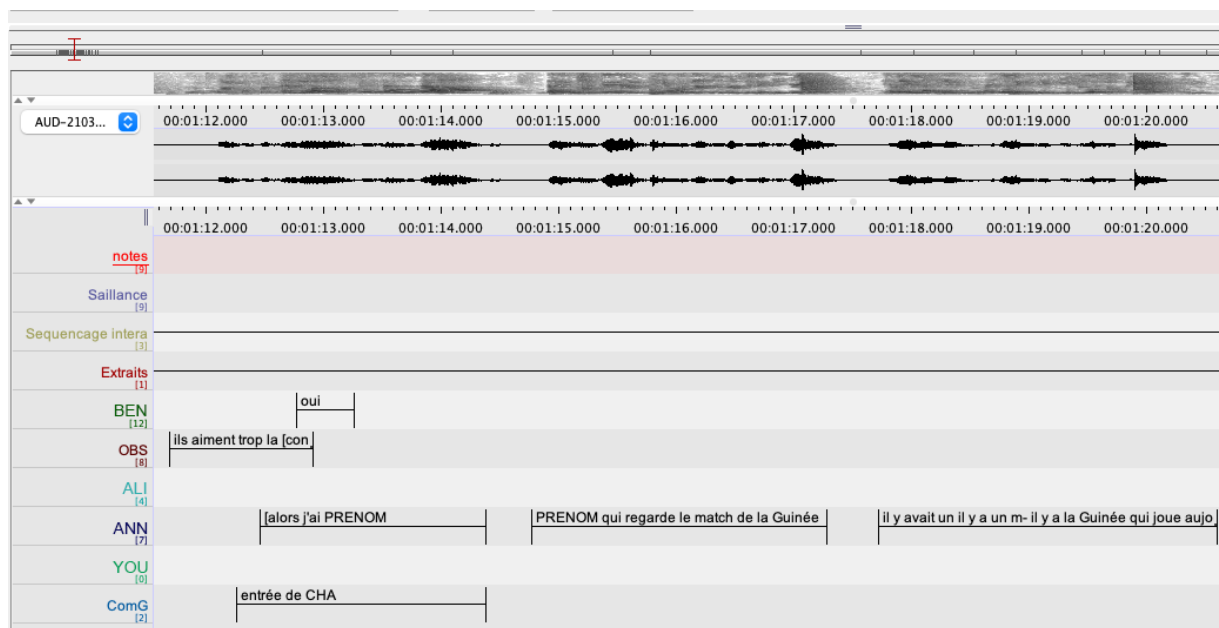 AUD-2103...
00:01:12.000 00:01:13.000 00:01:14.000 00:01:15.000 00:01:16.000 00:01:17.000 00:01:18.000 00:01:19.000 00:01:20.000
00:01:12.000 00:01:13.000 00:01:14.000 00:01:15.000 00:01:16.000 00:01:17.000 00:01:18.000 00:01:19.000 00:01:20.000
notes
[9]
Saillance
[9]
Sequencage intera
[3]
Extraits
[1]
BEN oui
[12]
OBS ils aiment trop la [con
[8]
ALI
[4]
ANN [alors j'ai PRENOM PRENOM qui regarde le match de la Guinée il y avait un il y a un m- il y a la Guinée qui joue aujo
[7]
YOU
[0]
ComG entrée de CHA
[2]